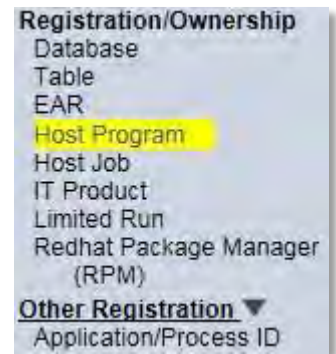 Registration/Ownership
Database
Table
EAR
Host Program
Host Job
IT Product
Limited Run
Redhat Package Manager
(RPM)
Other Registration ▼
Application/Process ID